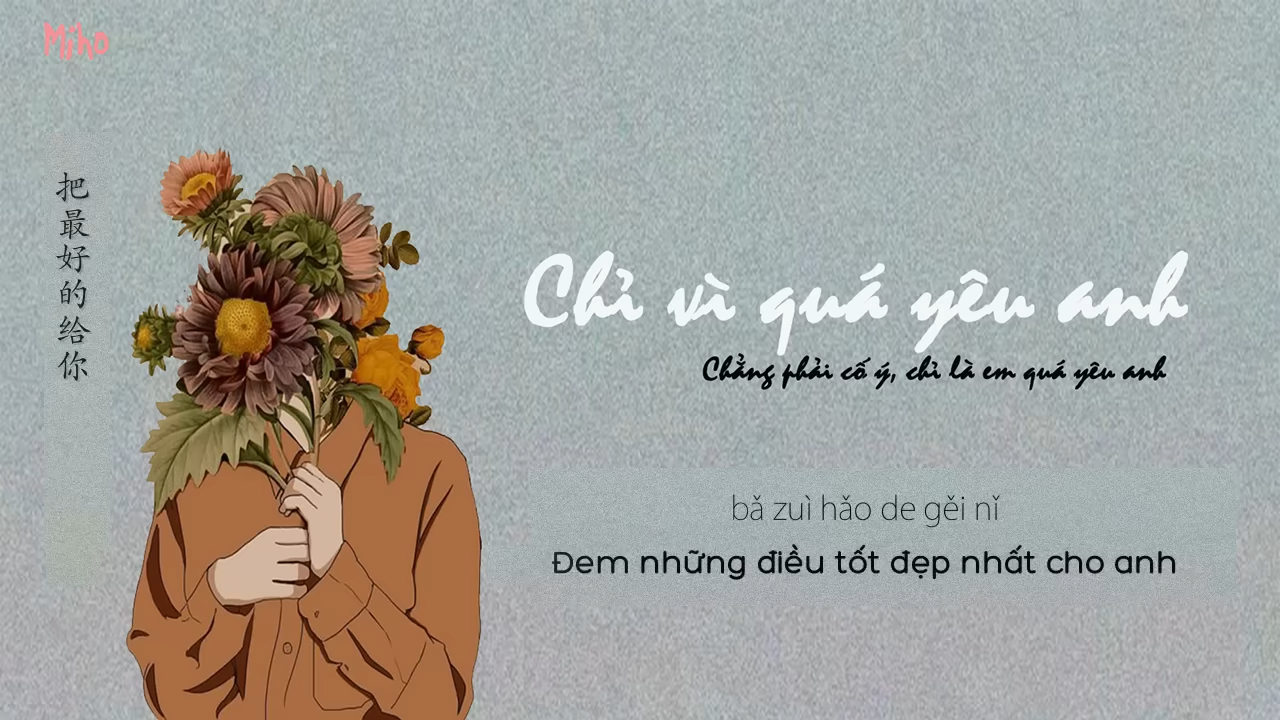 Miho
把最好的给你
Chỉ vì quá yêu anh
Chẳng phải cố ý, chỉ là em quá yêu anh
bǎ zuì hǎo de gěi nǐ
Đem những điều tốt đẹp nhất cho anh